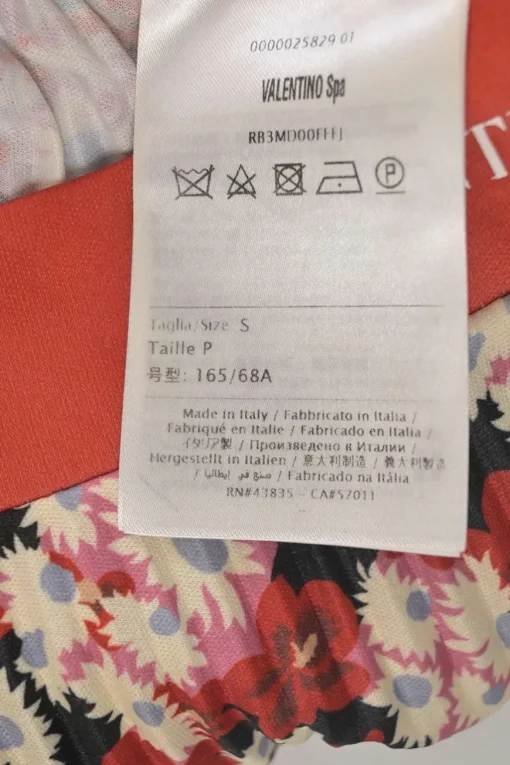 0000025829 01
VALENTINO Spa
RB3MD00FFFJ
P
Taglia/Size S
Taille P
号型: 165/68A
Made in Italy / Fabbricato in Italia /
Fabriqué en Italie / Fabricado en Italia /
イタリア製 / Произведено в Италии /
Hergestellt in Italien / 意大利制造 / 義大利製造
/ صنع في إيطاليا / Fabricado na Itália
RN#43835 - CA#57011